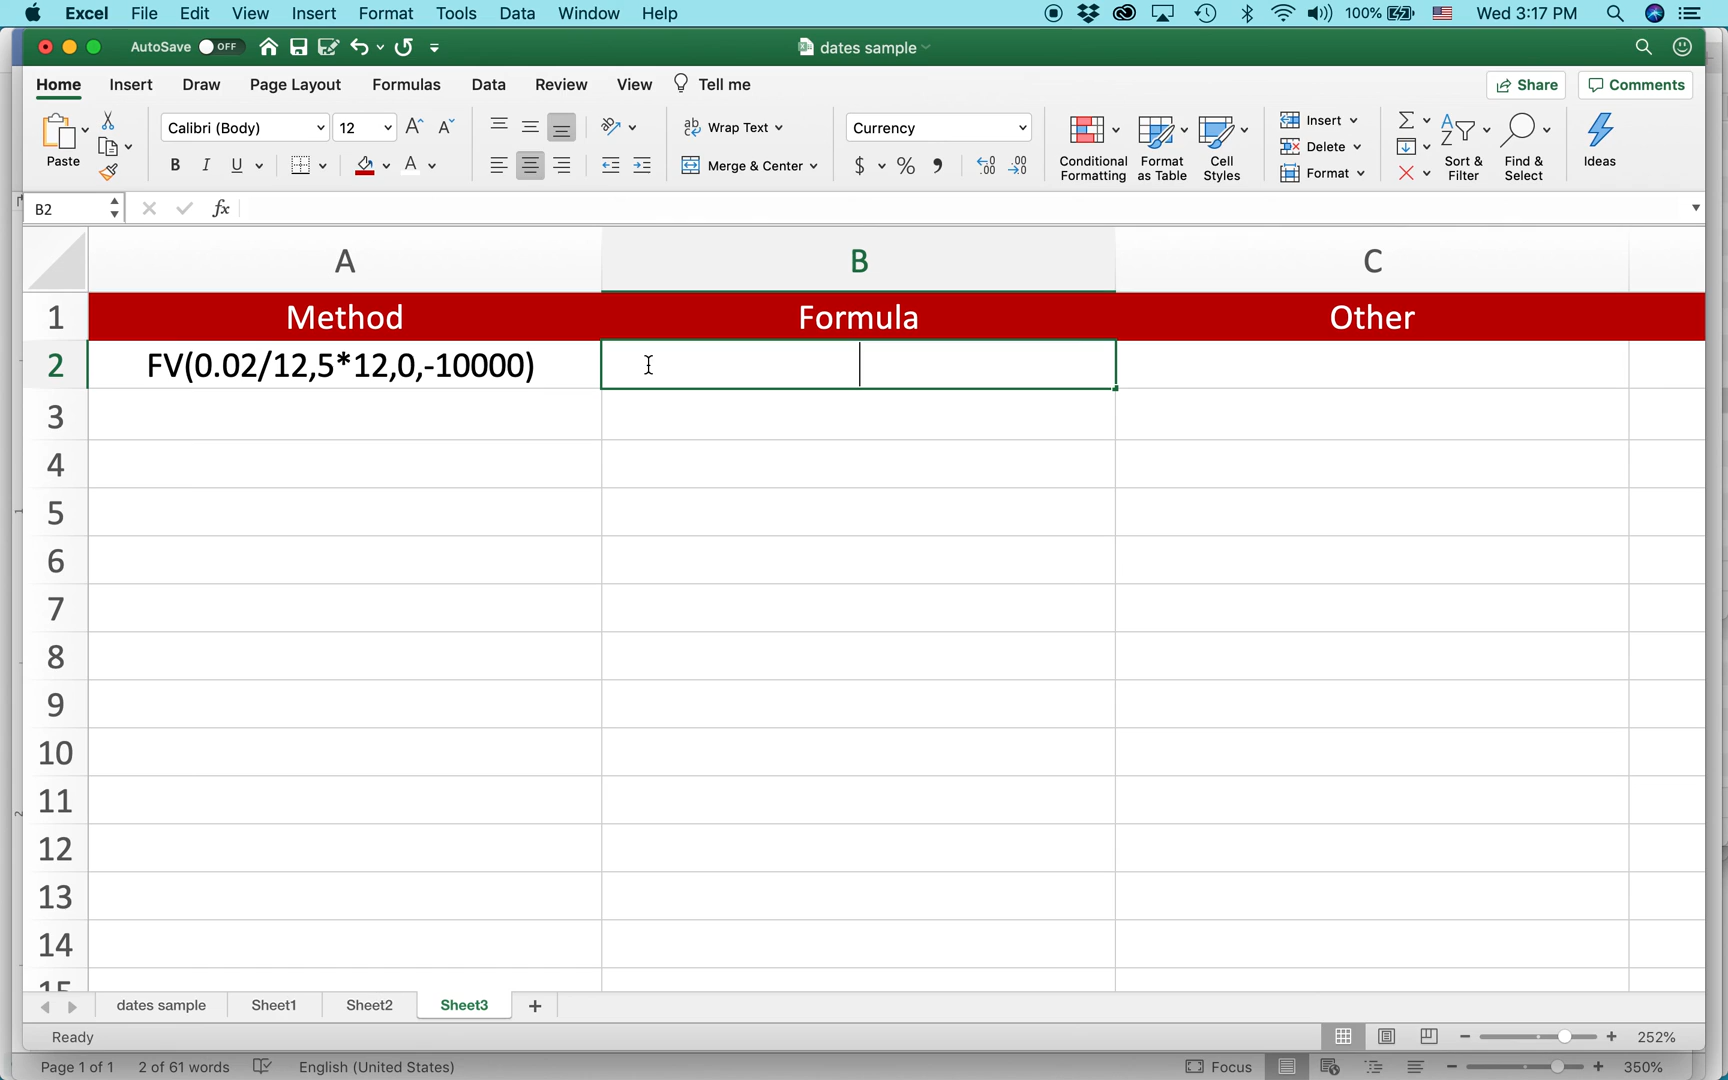 Excel File Edit View Insert Format Tools Data Window Help 100% Wed 3:17 PM
AutoSave OFF dates sample
Home Insert Draw Page Layout Formulas Data Review View Tell me Share Comments
Paste Calibri (Body) 12 Wrap Text Currency Conditional Formatting Format as Table Cell Styles Insert Sort & Filter Find & Select Ideas
B I U Merge & Center $ % Delete
Format
B2 fx
A B C
1 Method Formula Other
2 FV(0.02/12,5*12,0,-10000)
3
4
5
6
7
8
9
10
11
12
13
14
15
dates sample Sheet1 Sheet2 Sheet3 +
Ready 252%
Page 1 of 1 2 of 61 words English (United States) Focus 350%